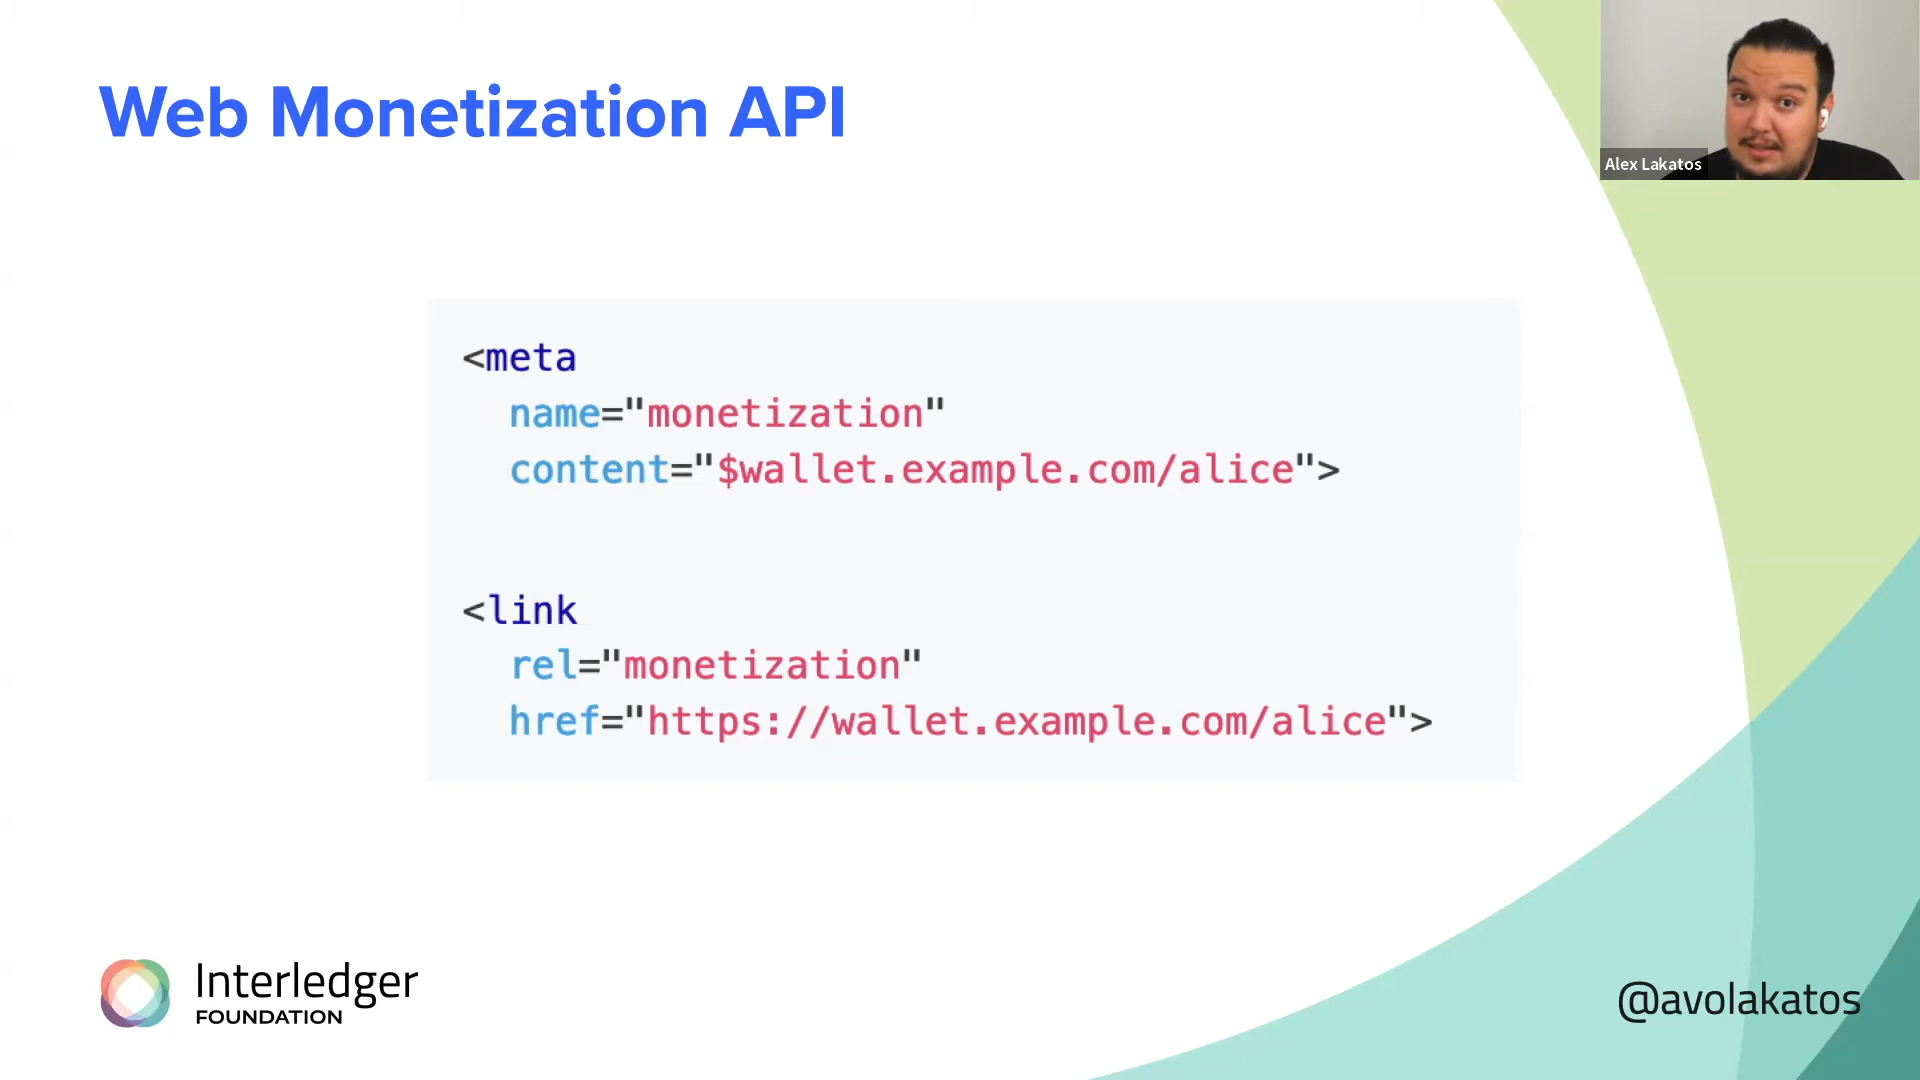 Web Monetization API
Alex Lakatos
<meta
name="monetization"
content="$wallet.example.com/alice">
<link
rel="monetization"
href="https://wallet.example.com/alice">
Interledger
FOUNDATION
@avolakatos